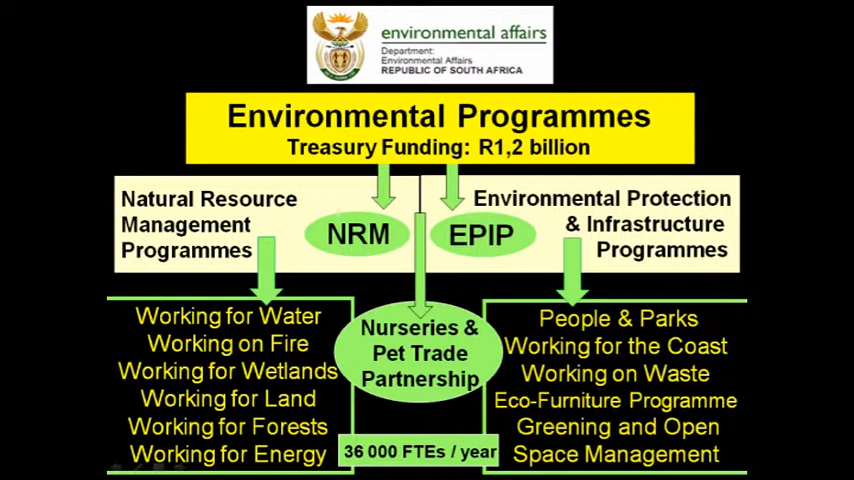 environmental affairs
Department:
Environmental Affairs
REPUBLIC OF SOUTH AFRICA
Environmental Programmes
Treasury Funding: R1,2 billion
Natural Resource
Management
Programmes
NRM
EPIP
Environmental Protection
& Infrastructure
Programmes
Working for Water
Working on Fire
Working for Wetlands
Working for Land
Working for Forests
Working for Energy
Nurseries &
Pet Trade
Partnership
36 000 FTEs / year
People & Parks
Working for the Coast
Working on Waste
Eco-Furniture Programme
Greening and Open
Space Management